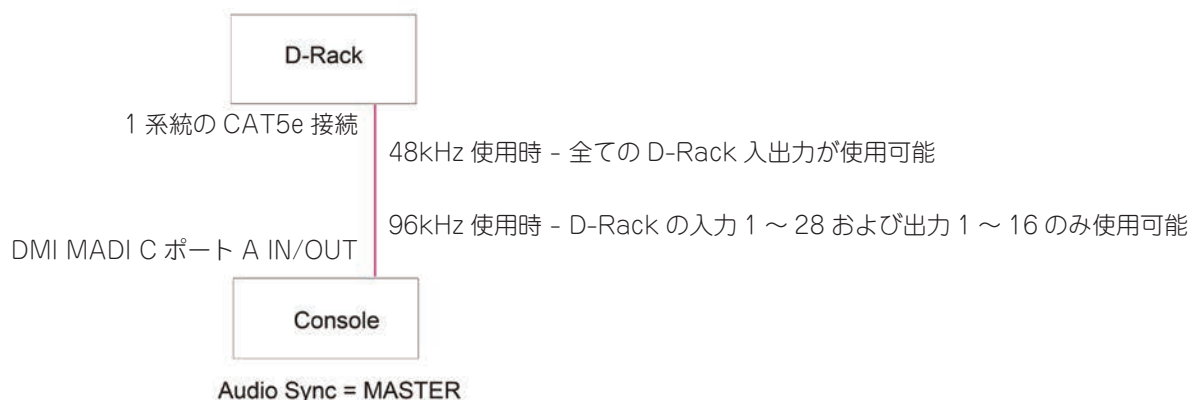 D-Rack
1 系統の CAT5e 接続
48kHz 使用時 - 全ての D-Rack 入出力が使用可能
96kHz 使用時 - D-Rack の入力 1 ～ 28 および出力 1 ～ 16 のみ使用可能
DMI MADI C ポート A IN/OUT
Console
Audio Sync = MASTER